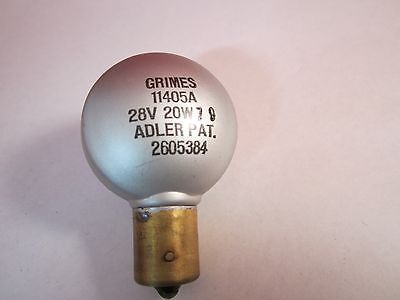 GRIMES
11405A
28V 20W 7 9
ADLER PAT.
2605384